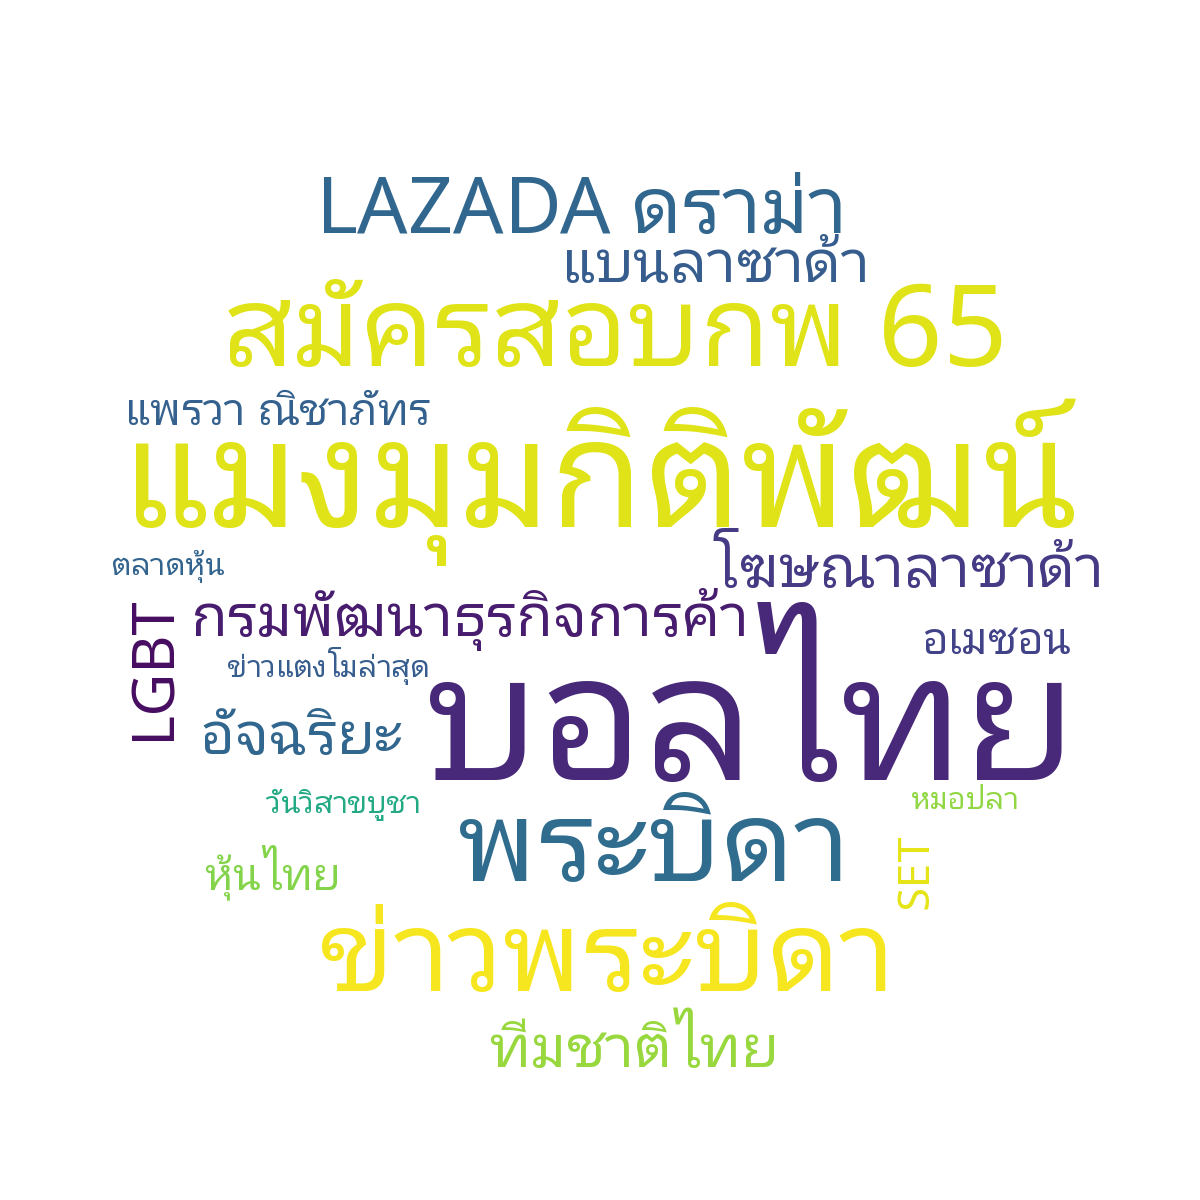 LAZADA ดราม่า
แบนลาซาด้า
สมัครสอบกพ 65
แพรวา ณิชาภัทร
แมงมุมกิติพัฒน์
ตลาดหุ้น
โฆษณาลาซาด้า
กรมพัฒนาธุรกิจการค้า
LGBT
อเมซอน
ข่าวแตงโมล่าสุด
บอลไทย
อัจฉริยะ
วันวิสาขบูชา
หมอปลา
พระบิดา
หุ้นไทย
SET
ข่าวพระบิดา
ทีมชาติไทย